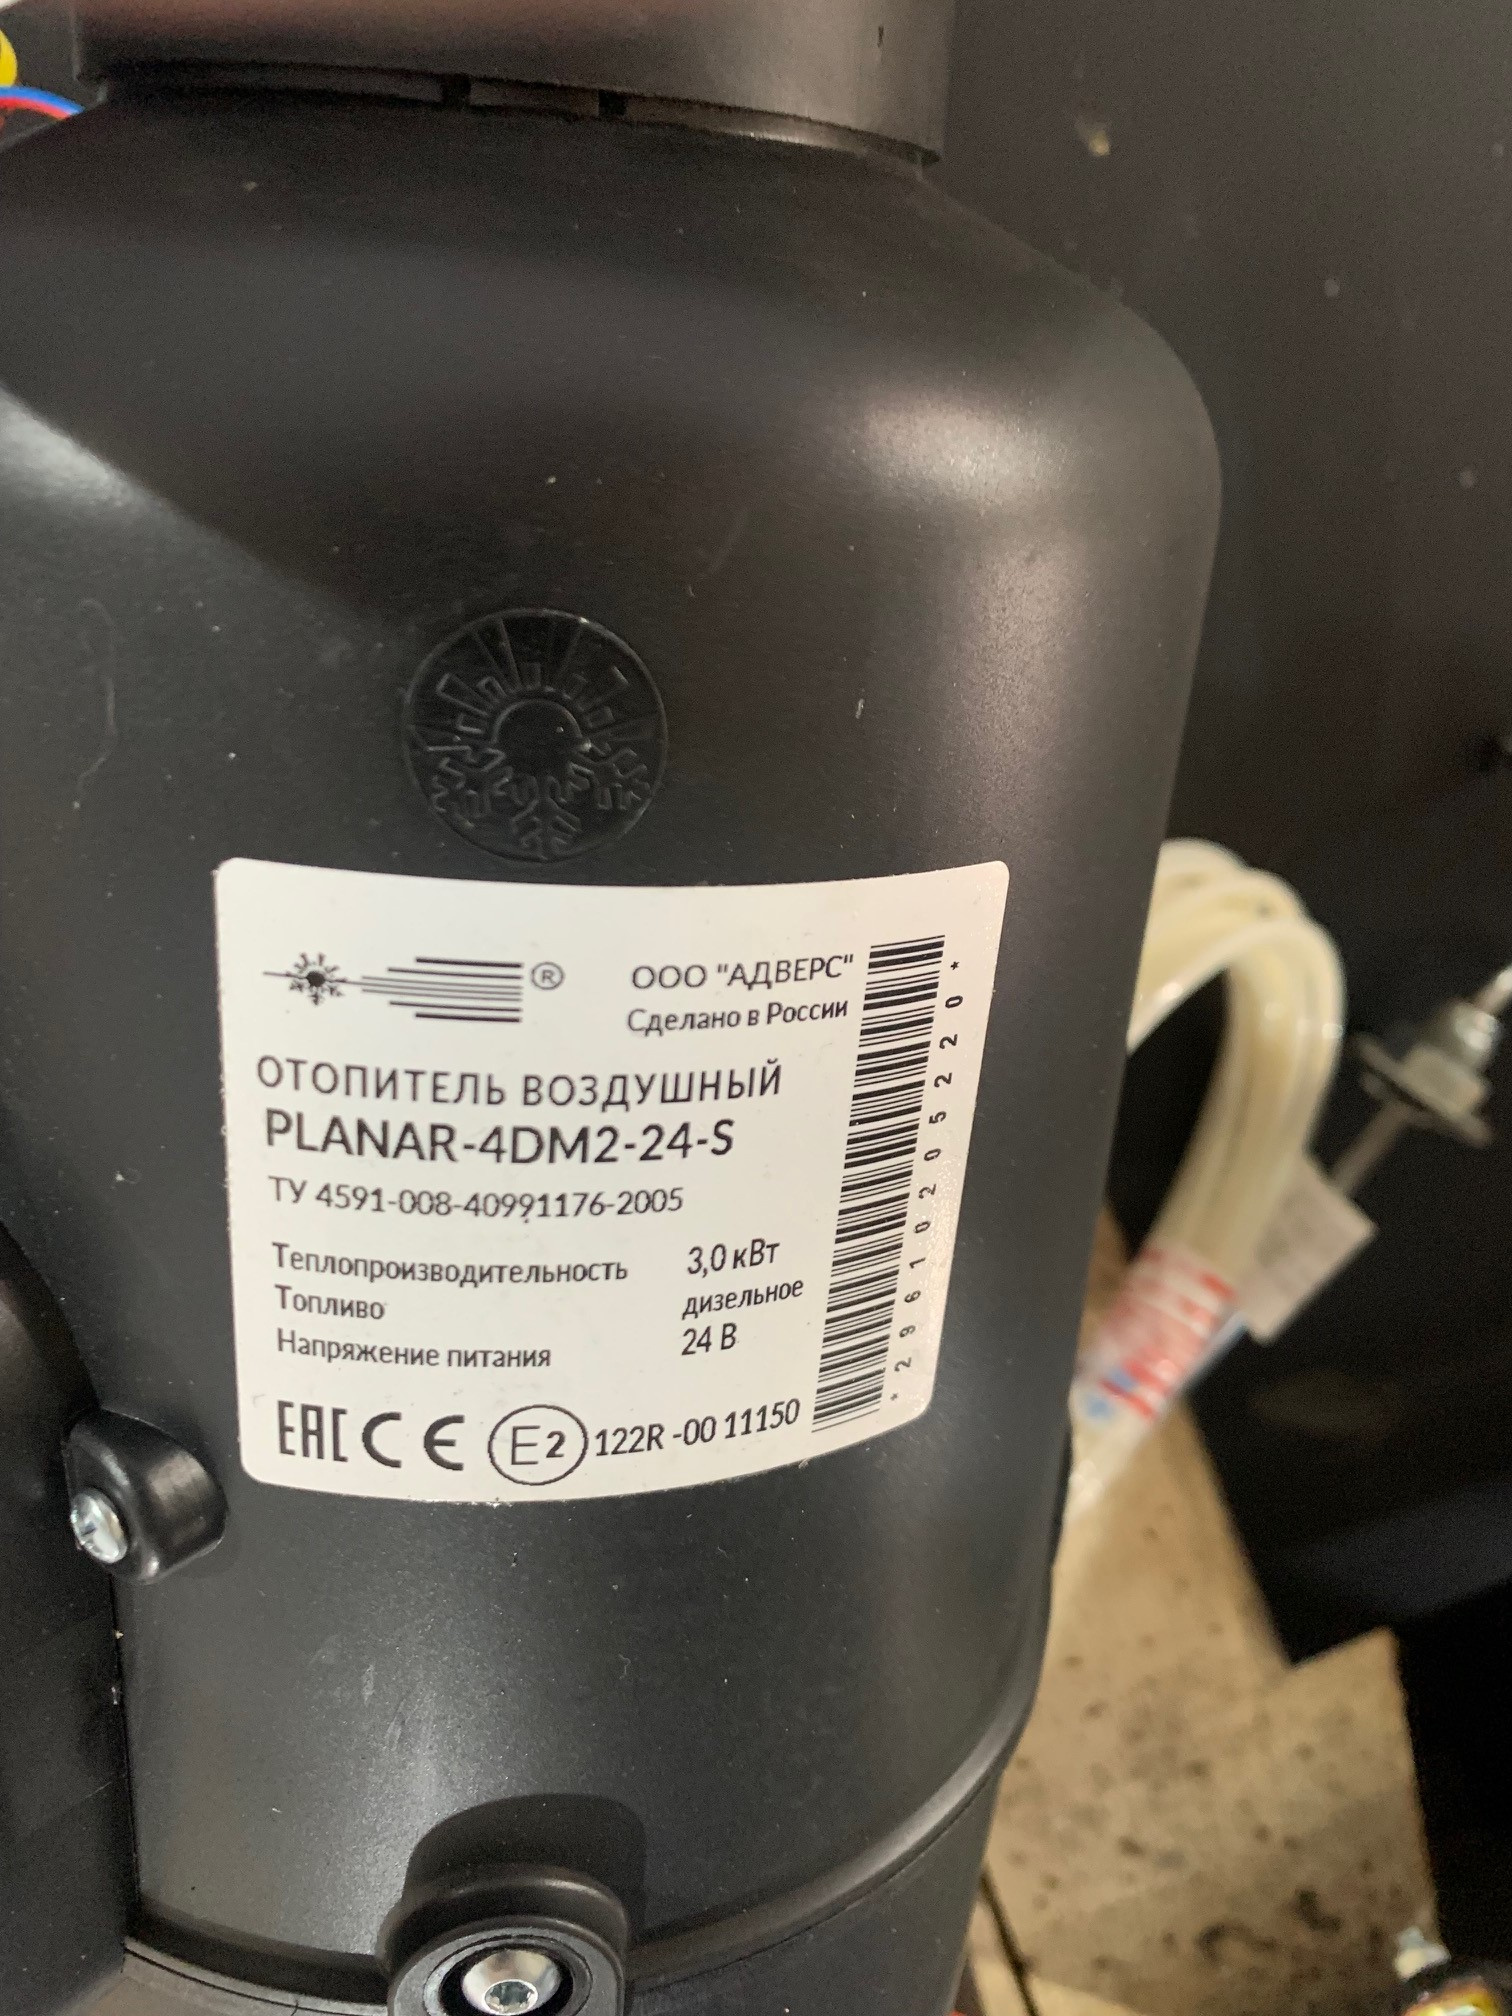 ®
ООО "АДВЕРС"
Сделано в России
ОТОПИТЕЛЬ ВОЗДУШНЫЙ
PLANAR-4DM2-24-S
ТУ 4591-008-40991176-2005
Теплопроизводительность 3,0 кВт
Топливо дизельное
Напряжение питания 24 В
EAC CE E2 122R -00 11150
*29610205220*